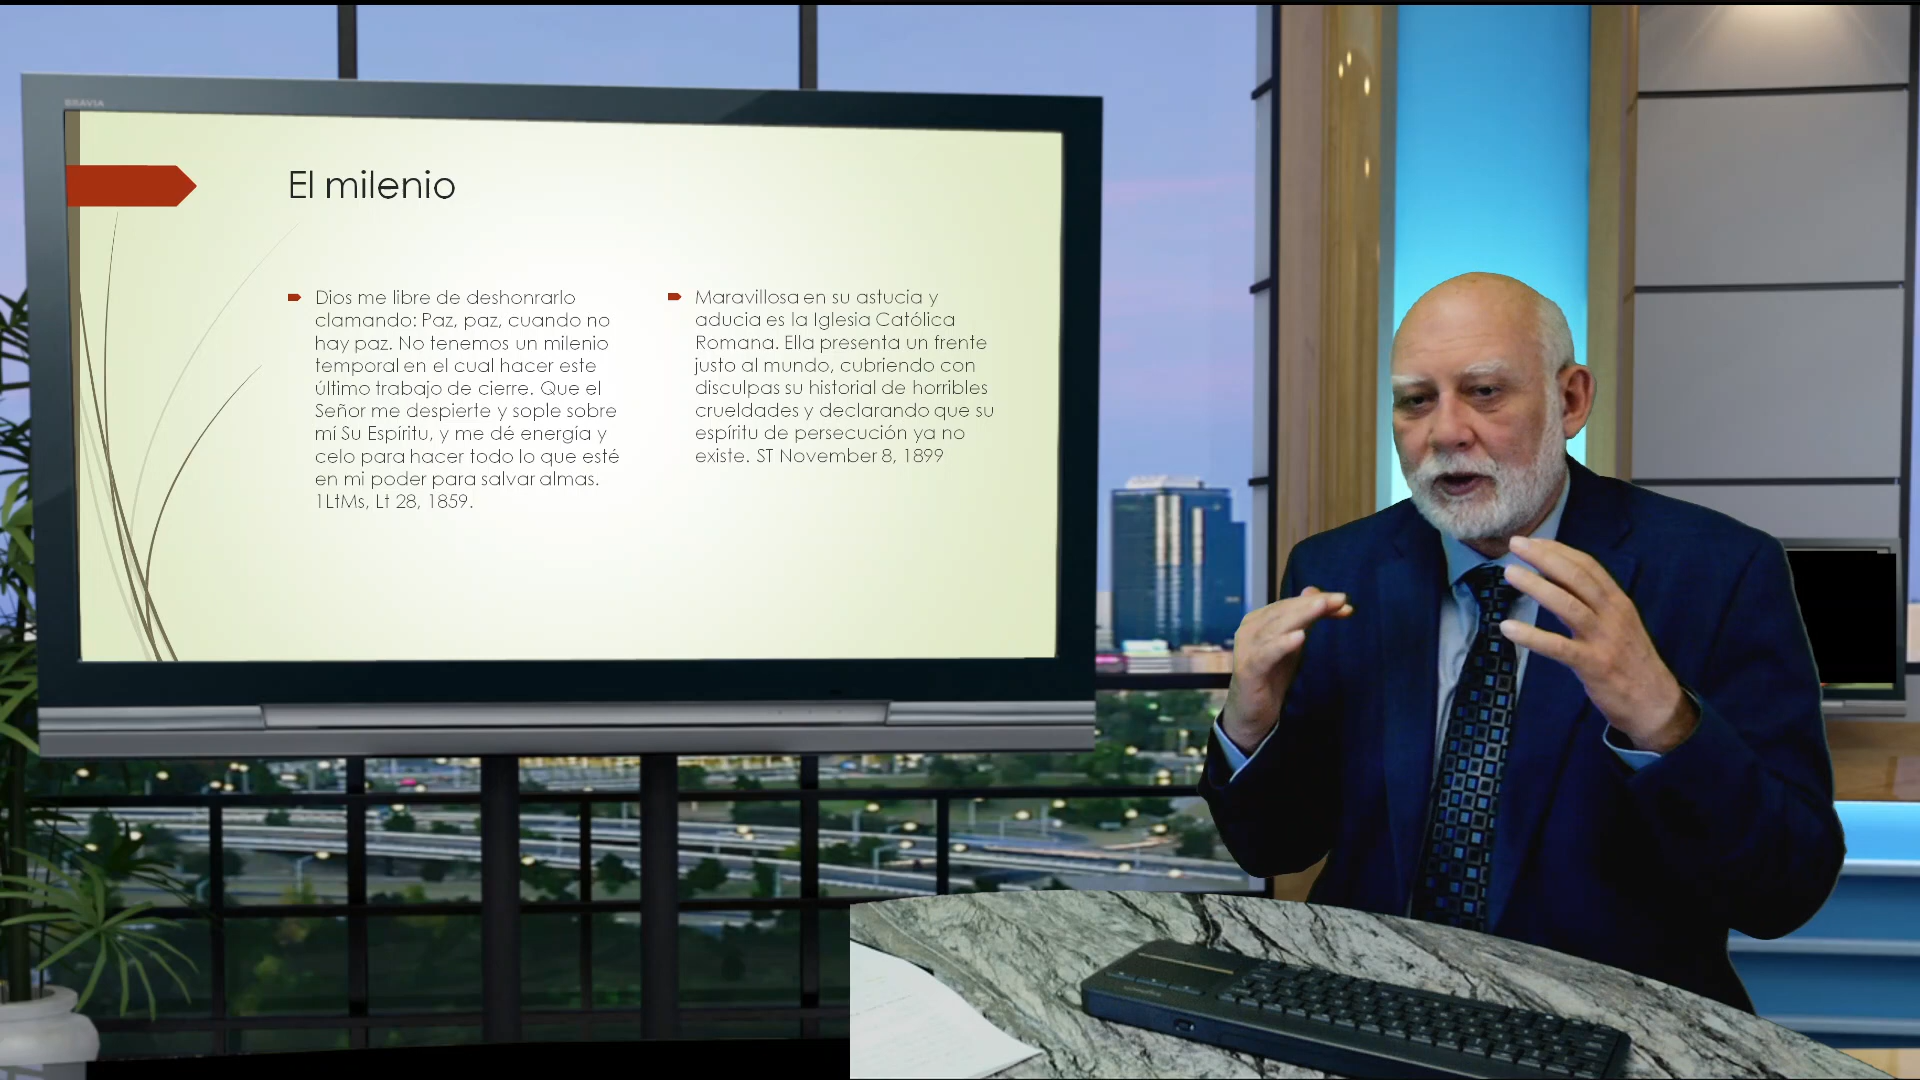 BRAVIA
El milenio
Dios me libre de deshonrarlo
clamando: Paz, paz, cuando no
hay paz. No tenemos un milenio
temporal en el cual hacer este
último trabajo de cierre. Que el
Señor me despierte y sople sobre
mí Su Espíritu, y me dé energía y
celo para hacer todo lo que esté
en mi poder para salvar almas.
1LtMs, Lt 28, 1859.
Maravillosa en su astucia y
aducia es la Iglesia Católica
Romana. Ella presenta un frente
justo al mundo, cubriendo con
disculpas su historial de horribles
crueldades y declarando que su
espíritu de persecución ya no
existe. ST November 8, 1899